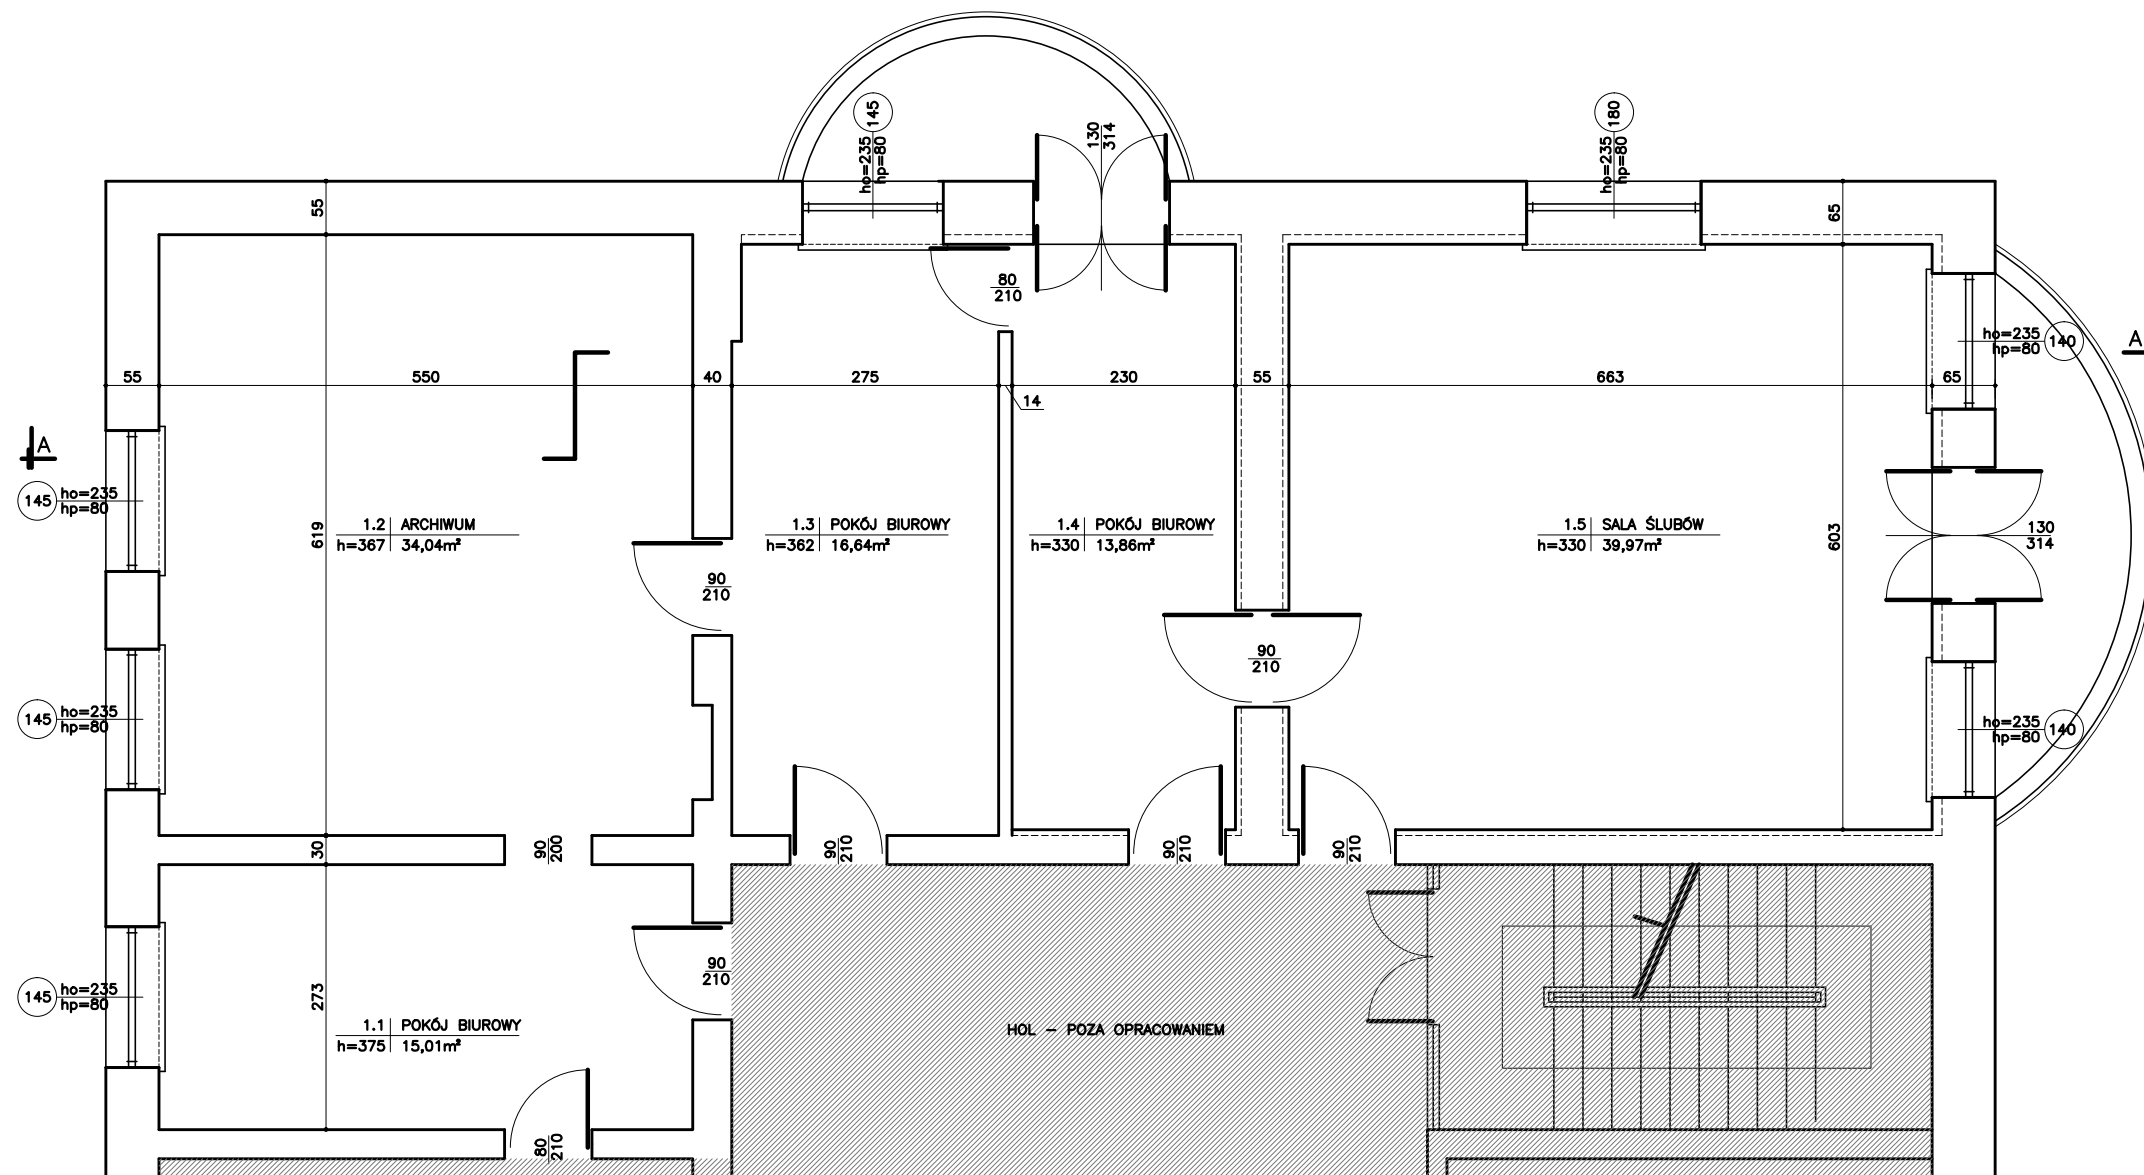 145
ho=235
hp=80
130
314
180
ho=235
hp=80
55
65
80
210
ho=235
hp=80
140
A
55
550
40
275
14
230
55
663
65
A
145
ho=235
hp=80
619
1.2 ARCHIWUM
h=367 34,04m²
1.3 POKÓJ BIUROWY
h=362 16,64m²
1.4 POKÓJ BIUROWY
h=330 13,86m²
1.5 SALA ŚLUBÓW
h=330 39,97m²
603
130
314
90
210
90
210
145
ho=235
hp=80
ho=235
hp=80
140
30
90
200
90
210
90
210
90
210
145
ho=235
hp=80
273
90
210
1.1 POKÓJ BIUROWY
h=375 15,01m²
HOL – POZA OPRACOWANIEM
80
210